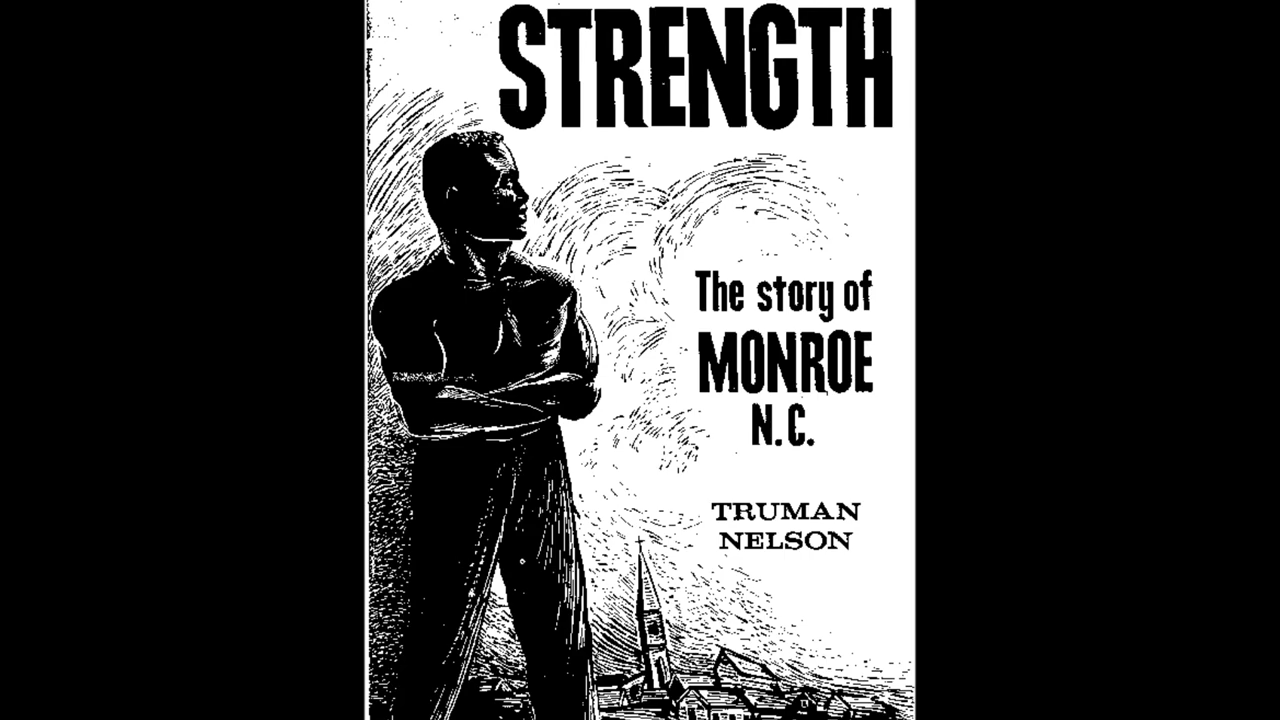 STRENGTH
The story of
MONROE
N.C.
TRUMAN
NELSON